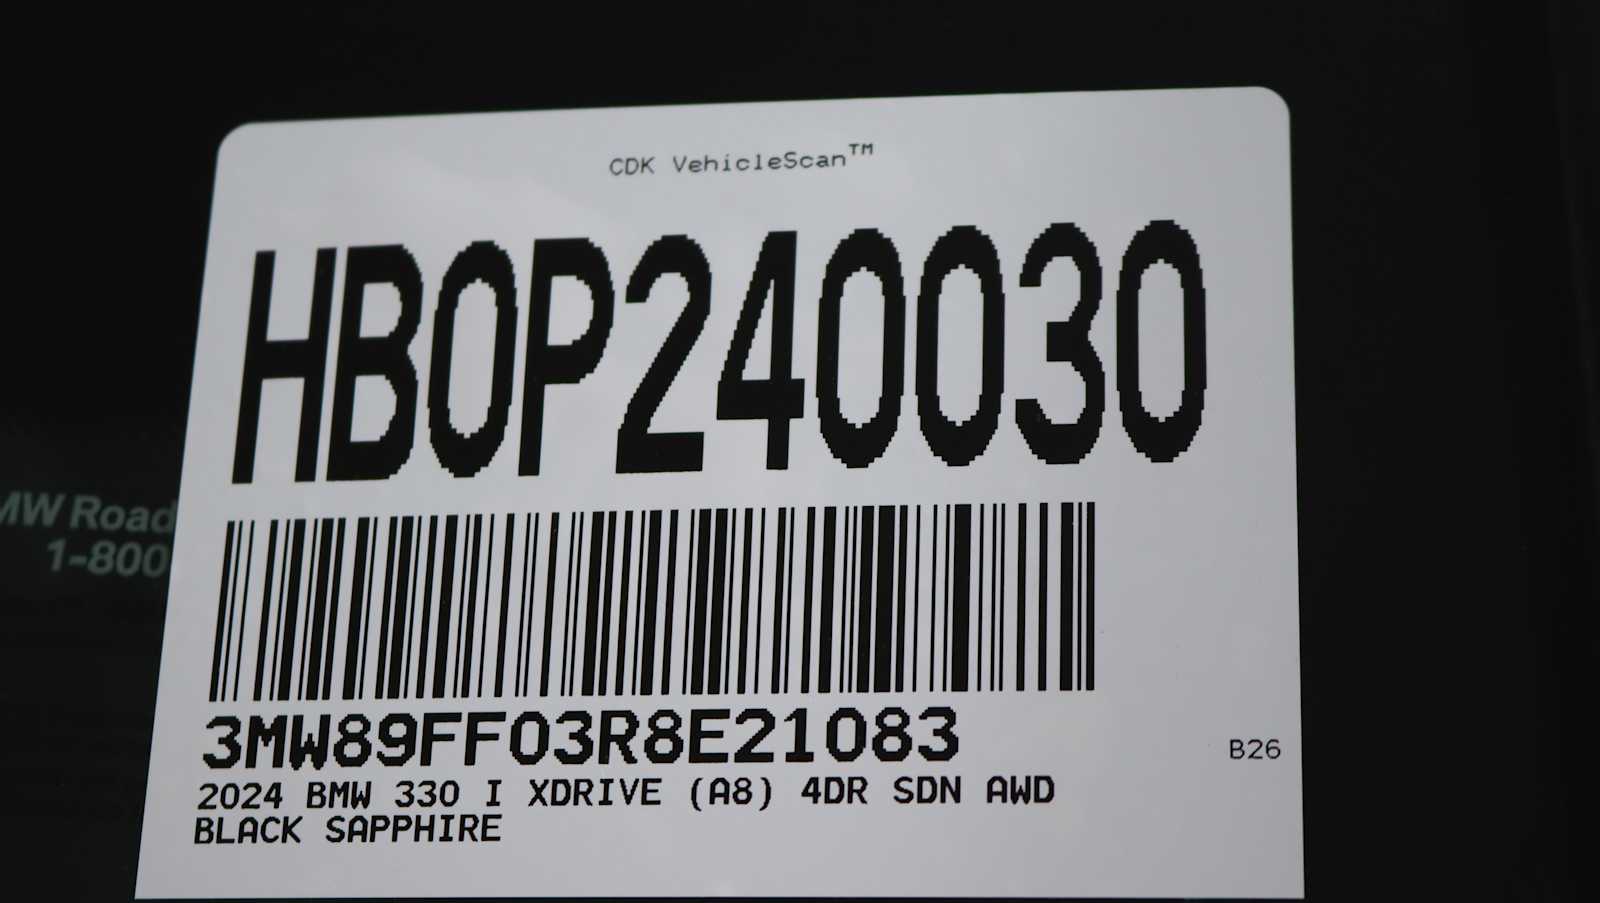 CDK VehicleScan™
HBOP240030
MW Road
1-800
3MW89FF03R8E21083
B26
2024 BMW 330 I XDRIVE (A8) 4DR SDN AWD
BLACK SAPPHIRE